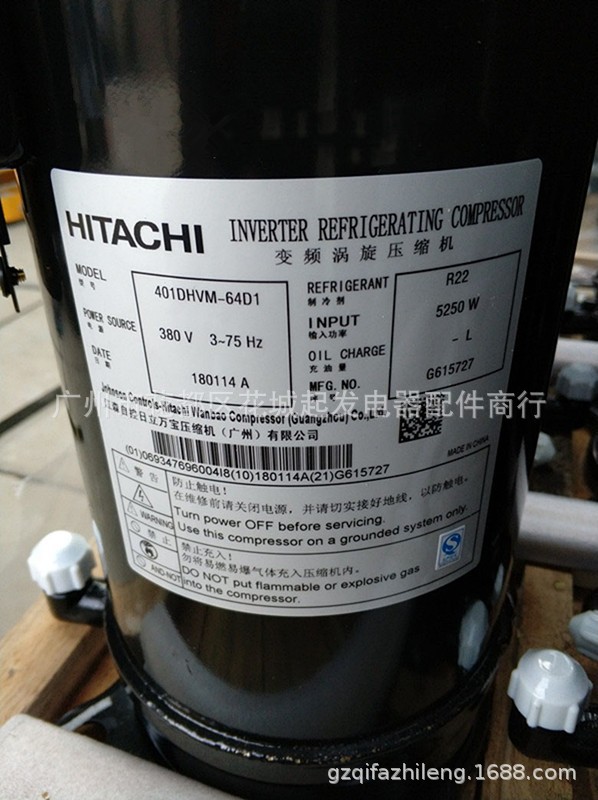 HITACHI
INVERTER REFRIGERATING COMPRESSOR
变频涡旋压缩机
MODEL
型号
401DHVM-64D1
POWER SOURCE
电源
380 V 3~75 Hz
DATE
日期
180114 A
REFRIGERANT
制冷剂
R22
INPUT
输入功率
5250 W
OIL CHARGE
充油量
- L
MFG. NO.
G615727
Johnson Controls-Hitachi Wanbao Compressor (Guangzhou) Co.,
自控日立万宝压缩机（广州）有限公司
MADE IN CHINA
广州 都区花城起发电器配件商行
(01)06934769600418(10)180114A(21)G615727
警告
WARNING
防止触电！
在维修前请关闭电源，并请切实接好地线，以防触电。
Turn power OFF before servicing.
Use this compressor on a grounded system only.
禁止充入！
勿将易燃易爆气体充入压缩机内。
DO NOT put flammable or explosive gas
into the compressor.
gzqifazhileng.1688.com